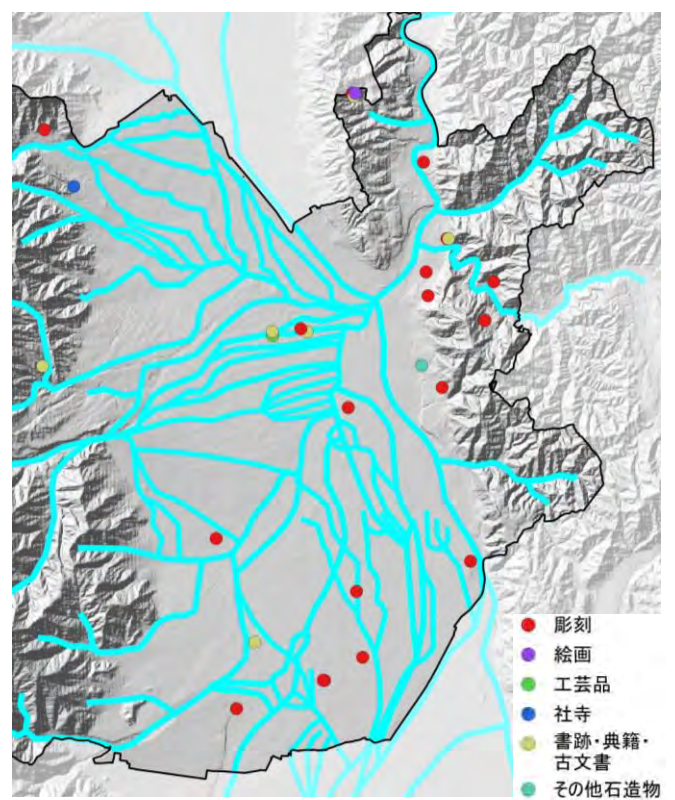 彫刻
絵画
工芸品
社寺
書跡・典籍・
古文書
その他石造物